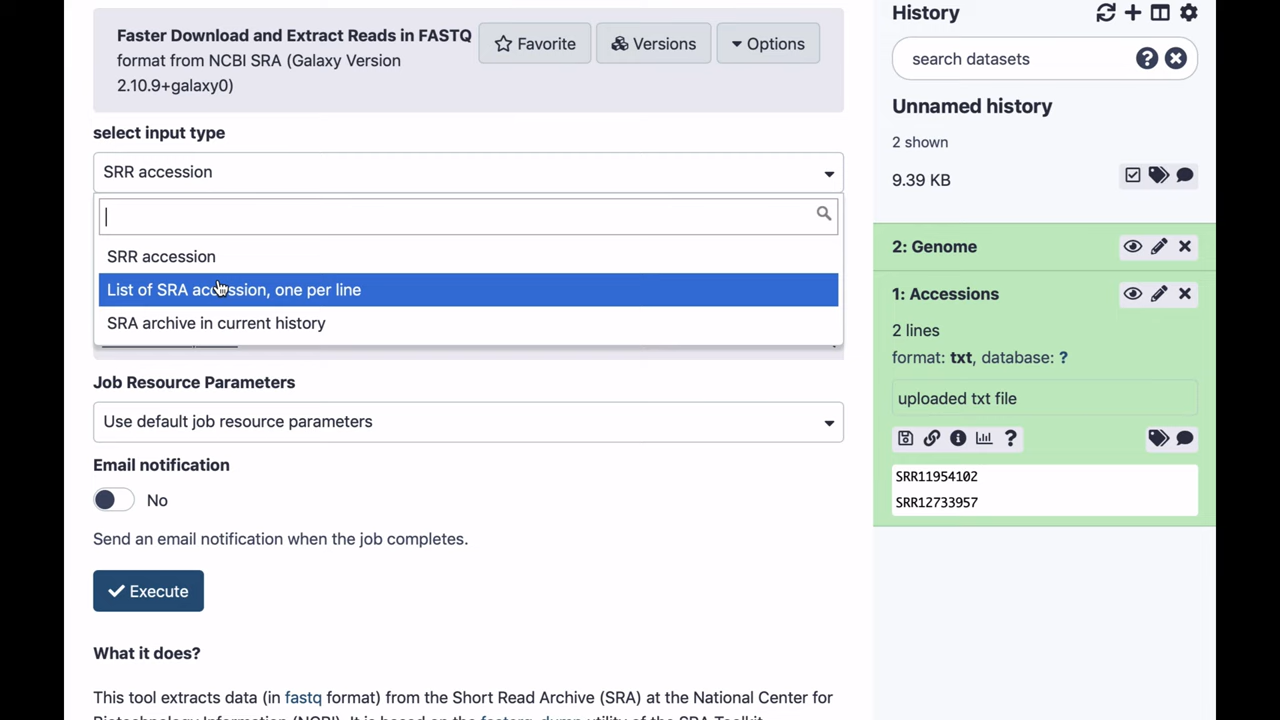 Faster Download and Extract Reads in FASTQ
format from NCBI SRA (Galaxy Version
2.10.9+galaxy0)
Favorite
Versions
Options
select input type
SRR accession
SRR accession
List of SRA accession, one per line
SRA archive in current history
Job Resource Parameters
Use default job resource parameters
Email notification
No
Send an email notification when the job completes.
Execute
What it does?
This tool extracts data (in fastq format) from the Short Read Archive (SRA) at the National Center for
History
search datasets
Unnamed history
2 shown
9.39 KB
2: Genome
1: Accessions
2 lines
format: txt, database: ?
uploaded txt file
SRR11954102
SRR12733957